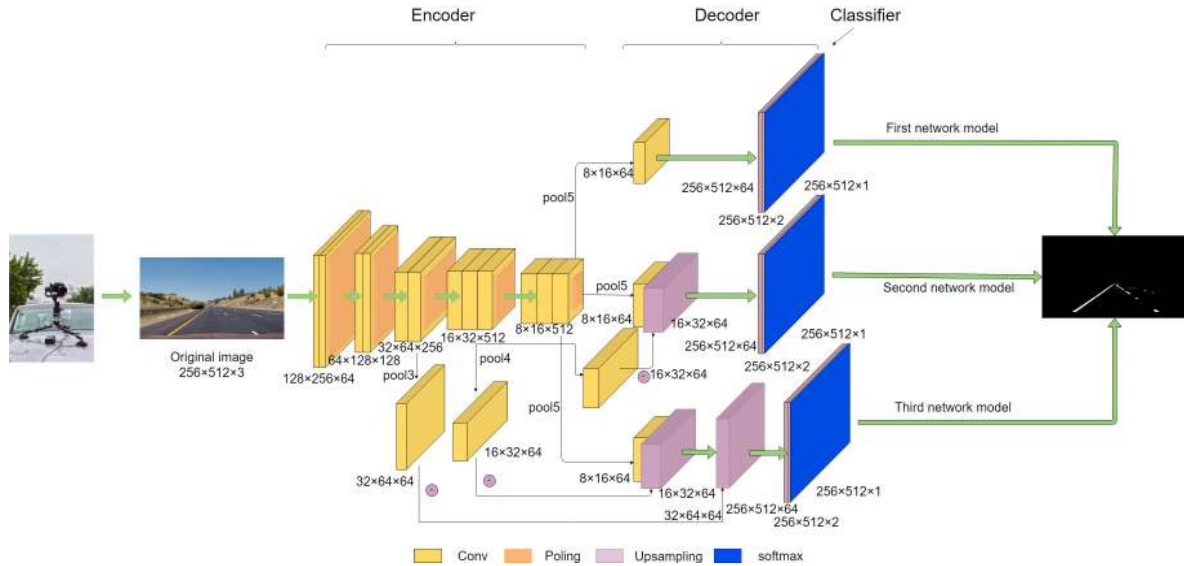 Encoder
Decoder
Classifier
First network model
8×16×64
pool5
256×512×64
256×512×1
256×512×2
Original image
256×512×3
128×256×64
64×128×128
32×64×256
16×32×512
8×16×512
pool5
8×16×64
16×32×64
256×512×64
256×512×2
256×512×1
Second network model
pool3
pool4
pool5
16×32×64
32×64×64
16×32×64
8×16×64
16×32×64
32×64×64
256×512×64
256×512×2
256×512×1
Third network model
Conv
Poling
Upsampling
softmax